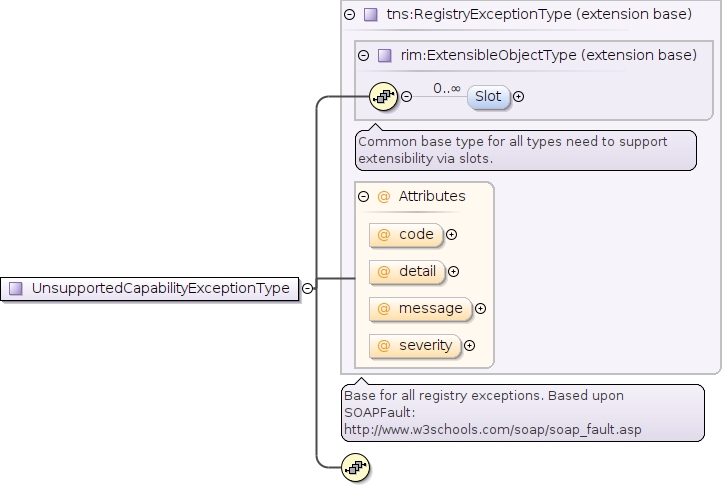 tns:RegistryExceptionType (extension base)
rim:ExtensibleObjectType (extension base)
0..∞
Slot
Common base type for all types need to support
extensibility via slots.
@ Attributes
@ code
@ detail
UnsupportedCapabilityExceptionType
@ message
@ severity
Base for all registry exceptions. Based upon
SOAPFault:
http://www.w3schools.com/soap/soap_fault.asp